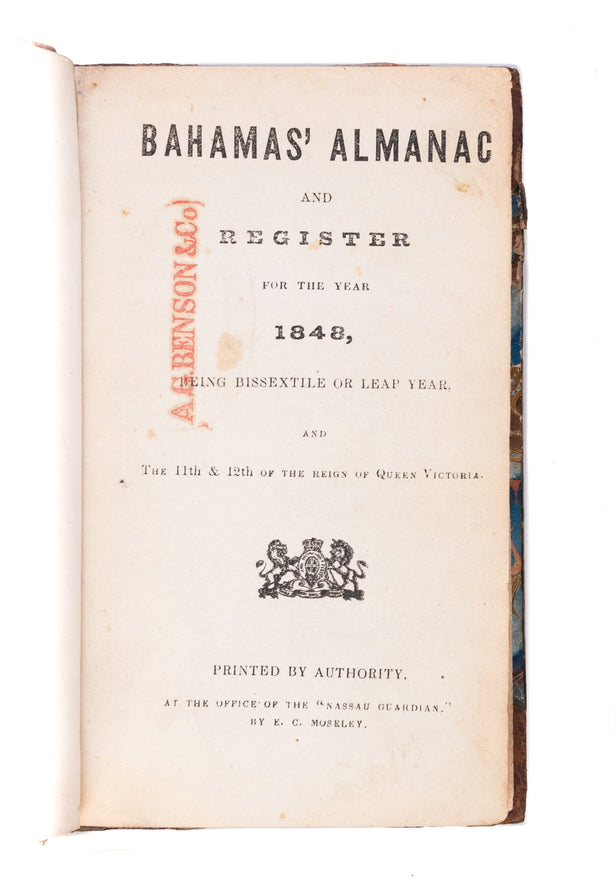 BAHAMAS' ALMANAC
AND
REGISTER
FOR THE YEAR
1848,
BEING BISSEXTILE OR LEAP YEAR,
AND
THE 11th & 12th OF THE REIGN OF QUEEN VICTORIA.
PRINTED BY AUTHORITY,
AT THE OFFICE OF THE "NASSAU GUARDIAN,"
BY E. C. MOSELEY.
A.G.BENSON & Co